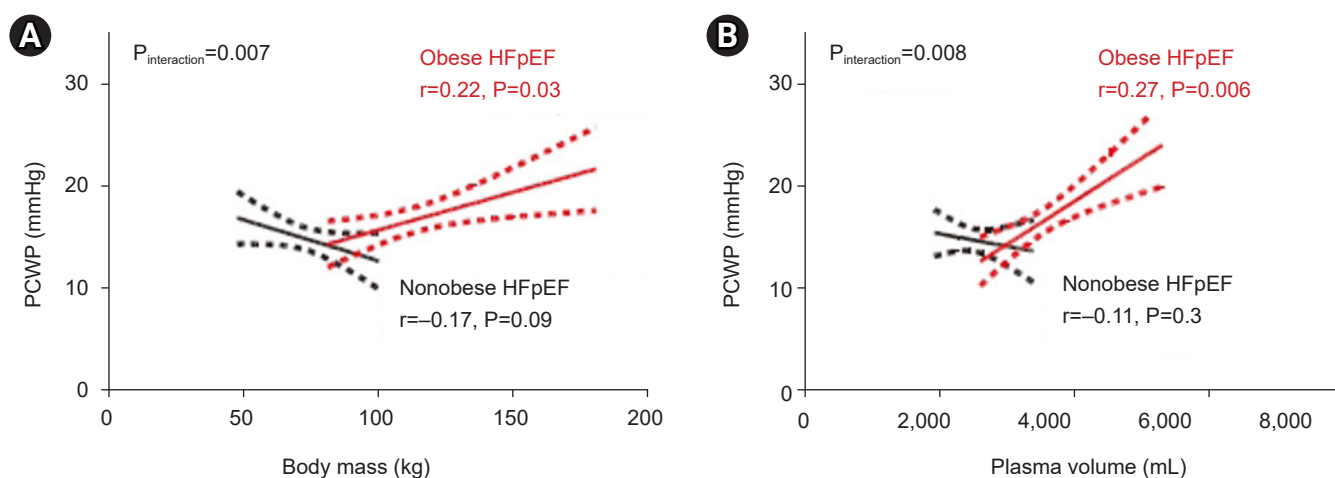 A
P interaction=0.007
Obese HFpEF
r=0.22, P=0.03
30
20
10
0
PCWP (mmHg)
Nonobese HFpEF
r=–0.17, P=0.09
0 50 100 150 200
Body mass (kg)
B
P interaction=0.008
Obese HFpEF
r=0.27, P=0.006
30
20
10
0
PCWP (mmHg)
Nonobese HFpEF
r=–0.11, P=0.3
0 2,000 4,000 6,000 8,000
Plasma volume (mL)